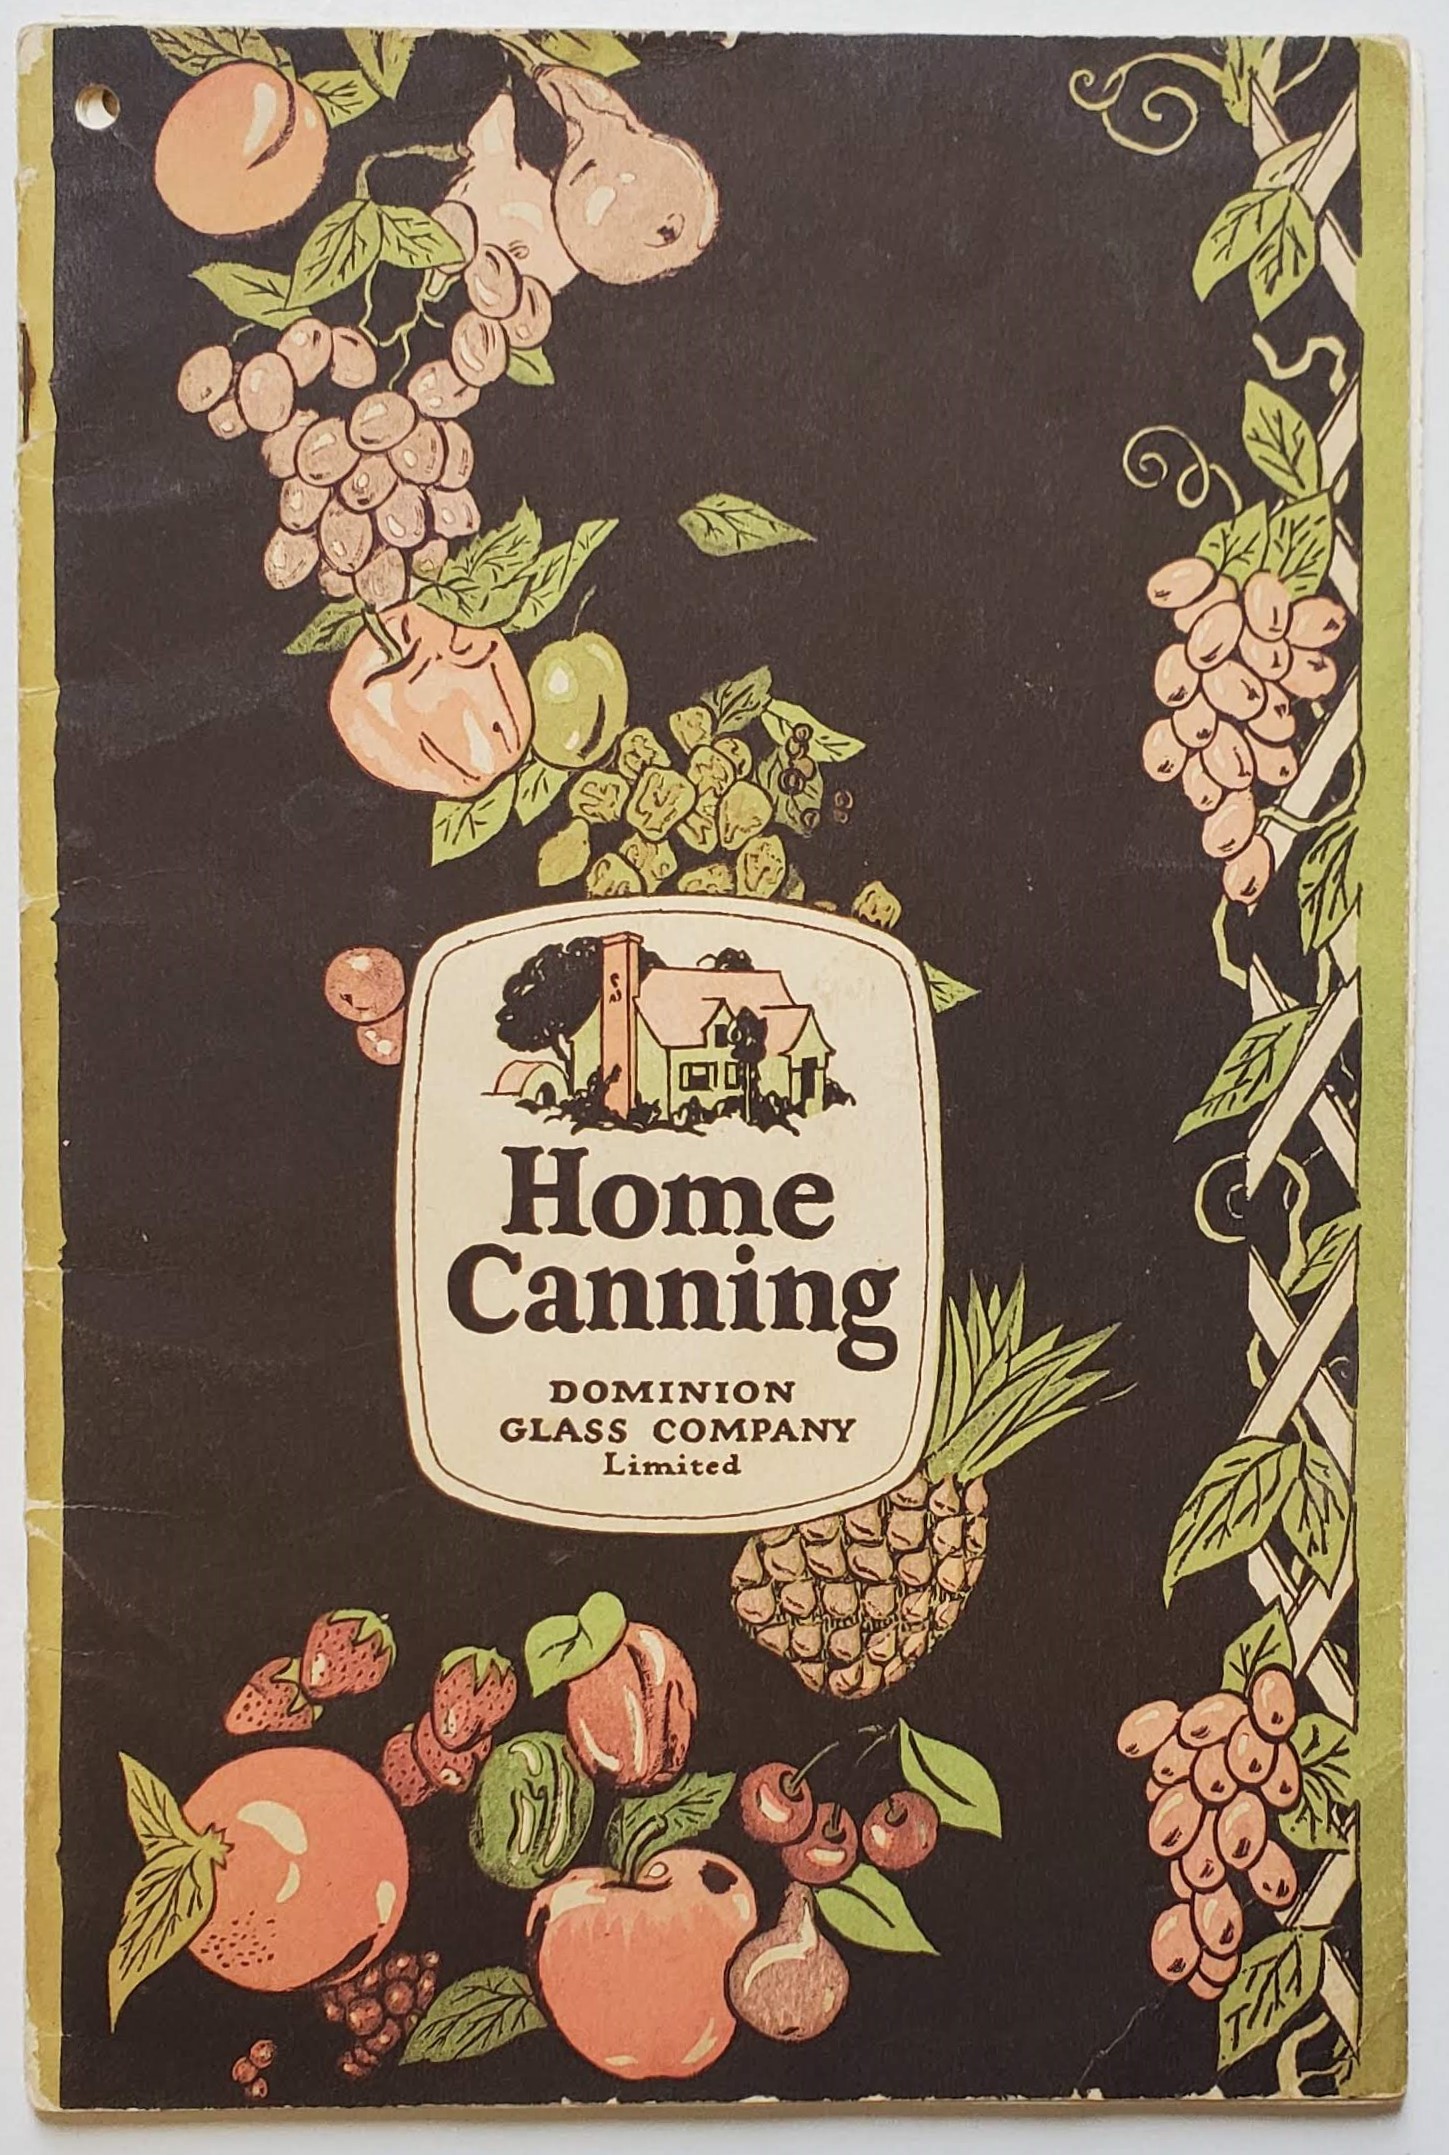 Home
Canning
DOMINION
GLASS COMPANY
Limited